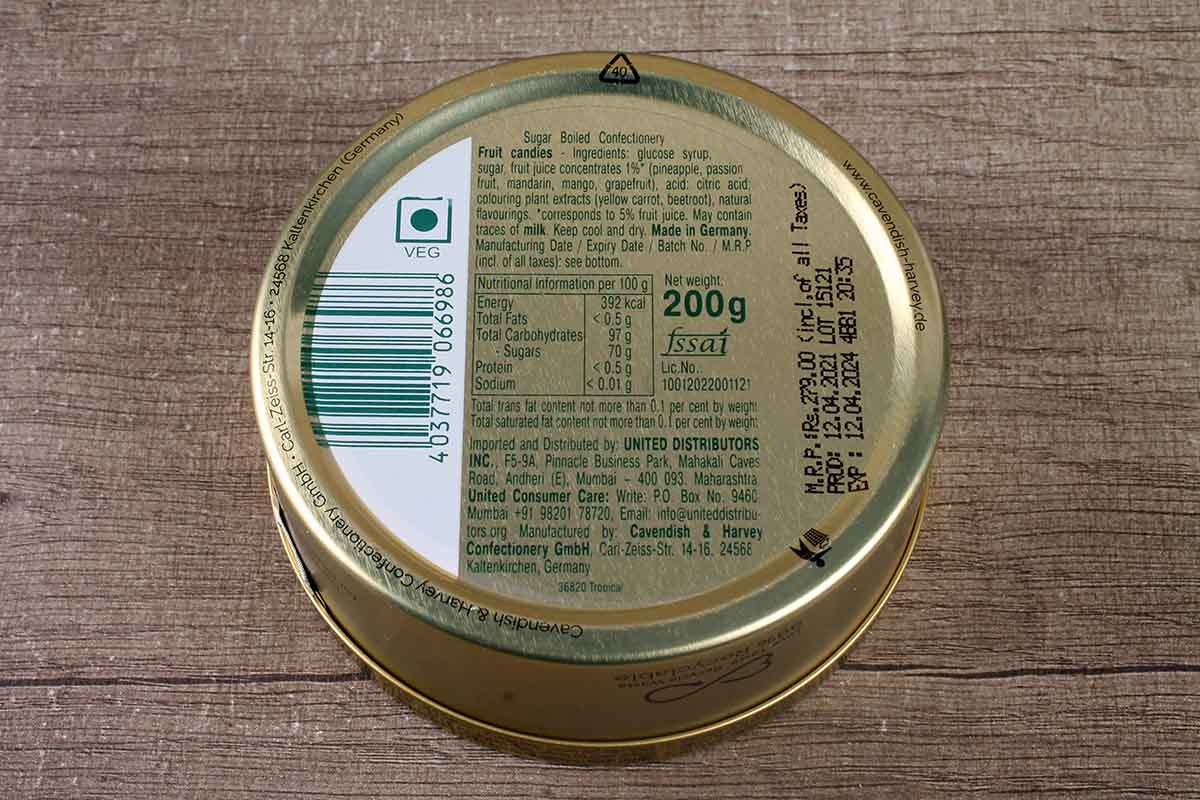 40
24568 Kaltenkirchen (Germany)
Cavendish & Harvey Confectionery GmbH · Carl-Zeiss-Str. 14-16 ·
www.cavendish-harvey.de
VEG
4 037719 066986
Sugar Boiled Confectionery
Fruit candies - Ingredients: glucose syrup,
sugar, fruit juice concentrates 1%* (pineapple, passion
fruit, mandarin, mango, grapefruit), acid: citric acid;
colouring plant extracts (yellow carrot, beetroot), natural
flavourings. *corresponds to 5% fruit juice. May contain
traces of milk. Keep cool and dry. Made in Germany.
Manufacturing Date / Expiry Date / Batch No. / M.R.P
(incl. of all taxes): see bottom.
Nutritional Information per 100 g
Energy 392 kcal
Total Fats < 0.5 g
Total Carbohydrates 97 g
- Sugars 70 g
Protein < 0.5 g
Sodium < 0.01 g
Net weight:
200g
fssai
Lic.No.:
10012022001121
Total trans fat content not more than 0.1 per cent by weight
Total saturated fat content not more than 0.1 per cent by weight
Imported and Distributed by: UNITED DISTRIBUTORS
INC., F5-9A, Pinnacle Business Park, Mahakali Caves
Road, Andheri (E), Mumbai – 400 093. Maharashtra
United Consumer Care: Write: P.O. Box No. 9460
Mumbai +91 98201 78720, Email: info@uniteddistribu-
tors.org Manufactured by: Cavendish & Harvey
Confectionery GmbH, Carl-Zeiss-Str. 14-16, 24568
Kaltenkirchen, Germany
36820 Tropical
M.R.P.:Rs.279.00 (incl.of all Taxes)
PROD: 12.04.2021 LOT 15121
EXP : 12.04.2024 4BB1 20:35